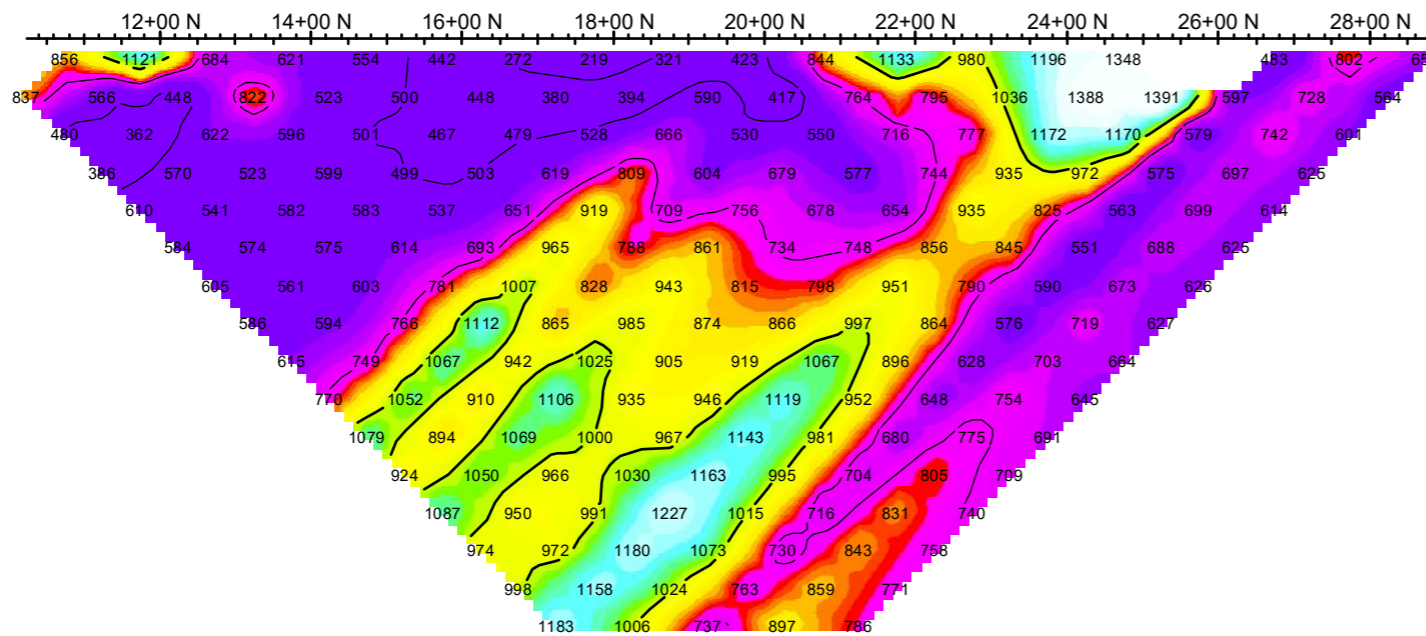 12+00 N 14+00 N 16+00 N 18+00 N 20+00 N 22+00 N 24+00 N 26+00 N 28+00 N
856 1121 684 621 554 442 272 219 321 423 844 1133 980 1196 1348 483 802
837 566 448 822 523 500 448 380 394 590 417 764 795 1036 1388 1391 597 728 564
480 362 622 596 501 467 479 528 666 530 550 716 777 1172 1170 579 742 601
386 570 523 599 499 503 619 809 604 679 577 744 935 972 575 697 625
610 541 582 583 537 651 919 709 756 678 654 935 825 563 699 614
584 574 575 614 693 965 788 861 734 748 856 845 551 688 625
605 561 603 781 1007 828 943 815 798 951 790 590 673 626
586 594 766 1112 865 985 874 866 997 864 576 719 627
615 749 1067 942 1025 905 919 1067 896 628 703 664
770 1052 910 1106 935 946 1119 952 648 754 645
1079 894 1069 1000 967 1143 981 680 775 691
924 1050 966 1030 1163 995 704 805 709
1087 950 991 1227 1015 716 831 740
974 972 1180 1073 730 843 758
998 1158 1024 763 859 771
1183 1006 737 897 786